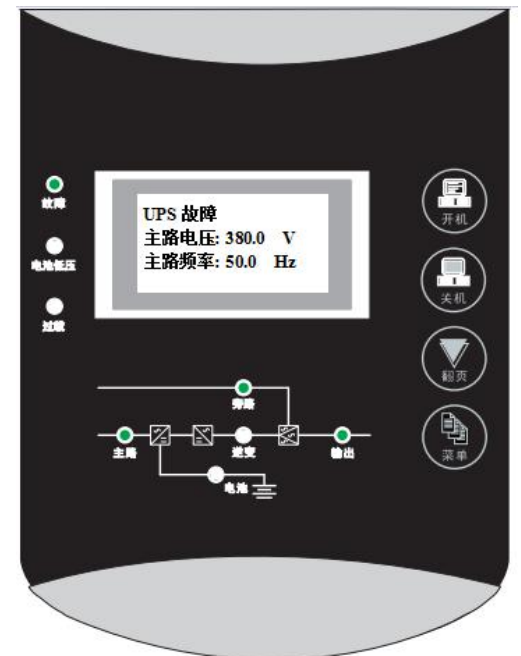 故障
电池低压
过载
UPS 故障
主路电压: 380.0 V
主路频率: 50.0 Hz
开机
关机
翻页
菜单
旁路
主路
逆变
输出
电池